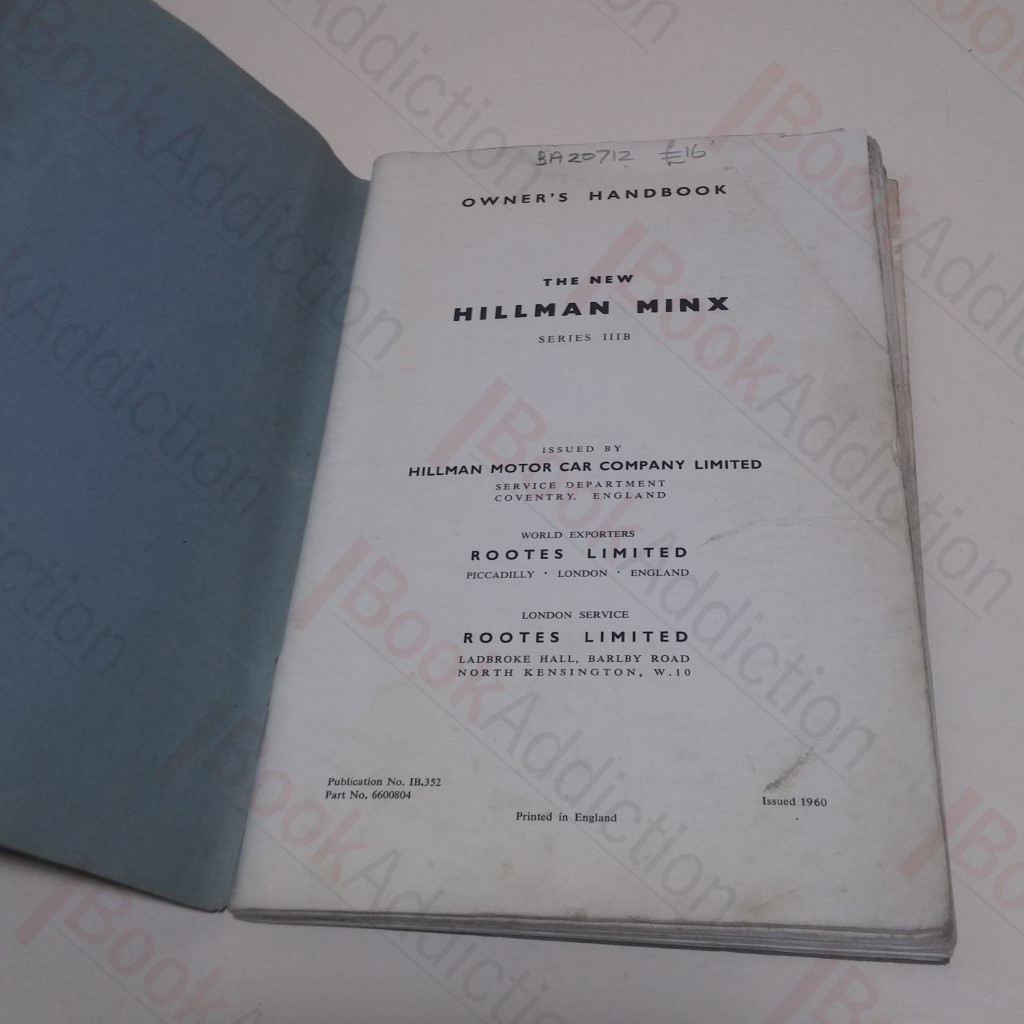 BA20712 £16
OWNER'S HANDBOOK
THE NEW
HILLMAN MINX
SERIES IIIB
ISSUED BY
HILLMAN MOTOR CAR COMPANY LIMITED
SERVICE DEPARTMENT
COVENTRY, ENGLAND
WORLD EXPORTERS
ROOTES LIMITED
PICCADILLY · LONDON · ENGLAND
LONDON SERVICE
ROOTES LIMITED
LADBROKE HALL, BARLBY ROAD
NORTH KENSINGTON, W.10
Publication No. IB.352
Part No. 6600804
Issued 1960
Printed in England
BookAddiction